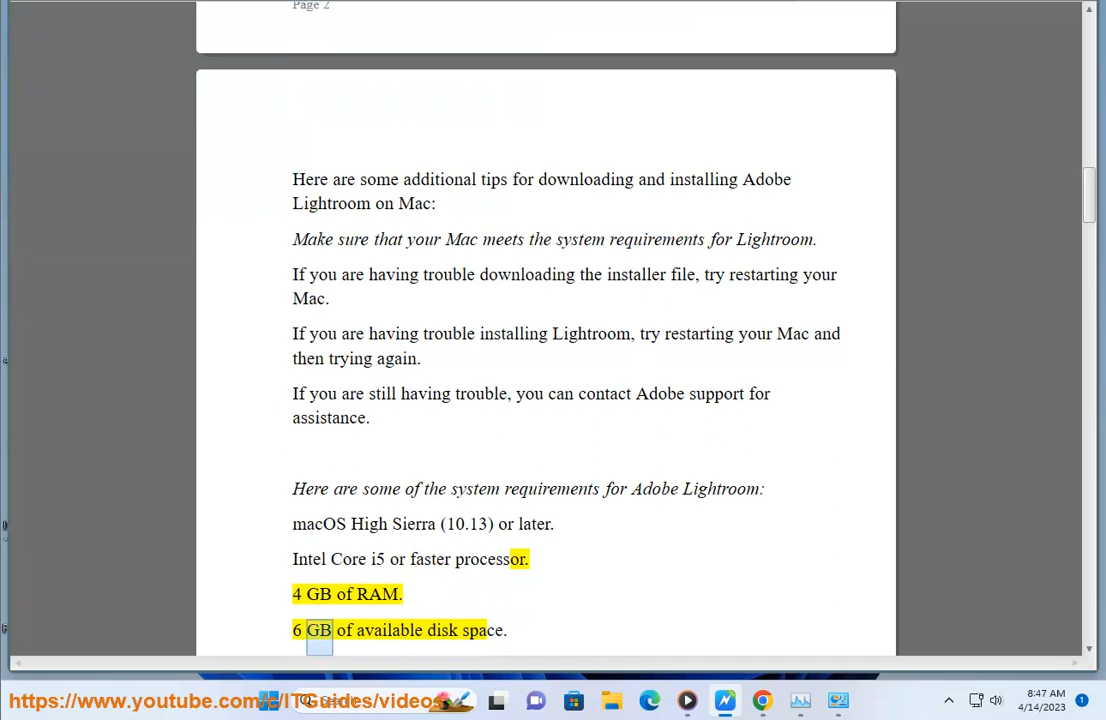 Page 2
Here are some additional tips for downloading and installing Adobe
Lightroom on Mac:
Make sure that your Mac meets the system requirements for Lightroom.
If you are having trouble downloading the installer file, try restarting your
Mac.
If you are having trouble installing Lightroom, try restarting your Mac and
then trying again.
If you are still having trouble, you can contact Adobe support for
assistance.
Here are some of the system requirements for Adobe Lightroom:
macOS High Sierra (10.13) or later.
Intel Core i5 or faster processor.
4 GB of RAM.
6 GB of available disk space.
https://www.youtube.com/c/ITGuides/videos
8:47 AM
4/14/2023
1